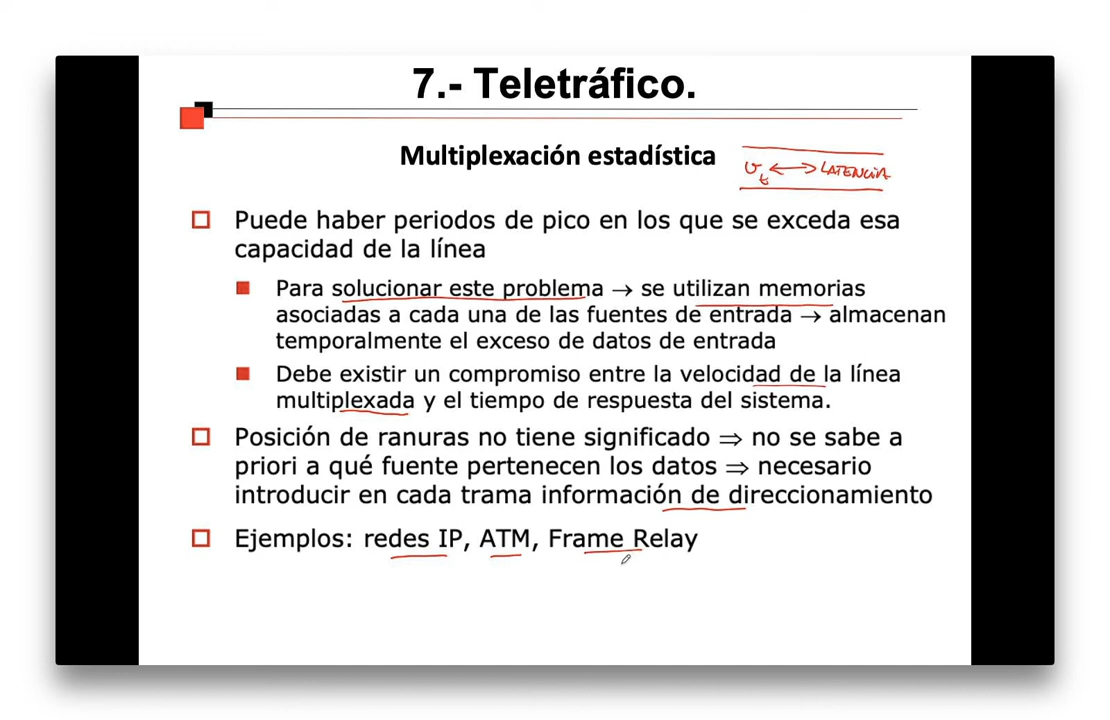 7.- Teletráfico.
Multiplexación estadística
v_t ↔ LATENCIA
Puede haber periodos de pico en los que se exceda esa
capacidad de la línea
Para solucionar este problema → se utilizan memorias
asociadas a cada una de las fuentes de entrada → almacenan
temporalmente el exceso de datos de entrada
Debe existir un compromiso entre la velocidad de la línea
multiplexada y el tiempo de respuesta del sistema.
Posición de ranuras no tiene significado ⇒ no se sabe a
priori a qué fuente pertenecen los datos ⇒ necesario
introducir en cada trama información de direccionamiento
Ejemplos: redes IP, ATM, Frame Relay